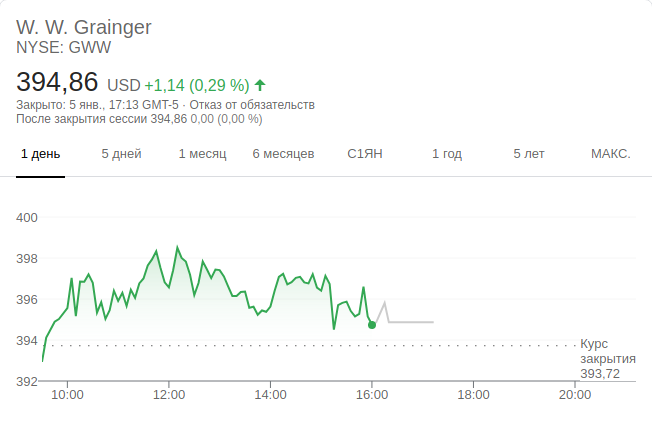 W. W. Grainger
NYSE: GWW
394,86 USD +1,14 (0,29 %)
Закрыто: 5 янв., 17:13 GMT-5 · Отказ от обязательств
После закрытия сессии 394,86 0,00 (0,00 %)
1 день 5 дней 1 месяц 6 месяцев С1ЯН 1 год 5 лет МАКС.
400
398
396
394
392
Курс
закрытия
393,72
10:00 12:00 14:00 16:00 18:00 20:00